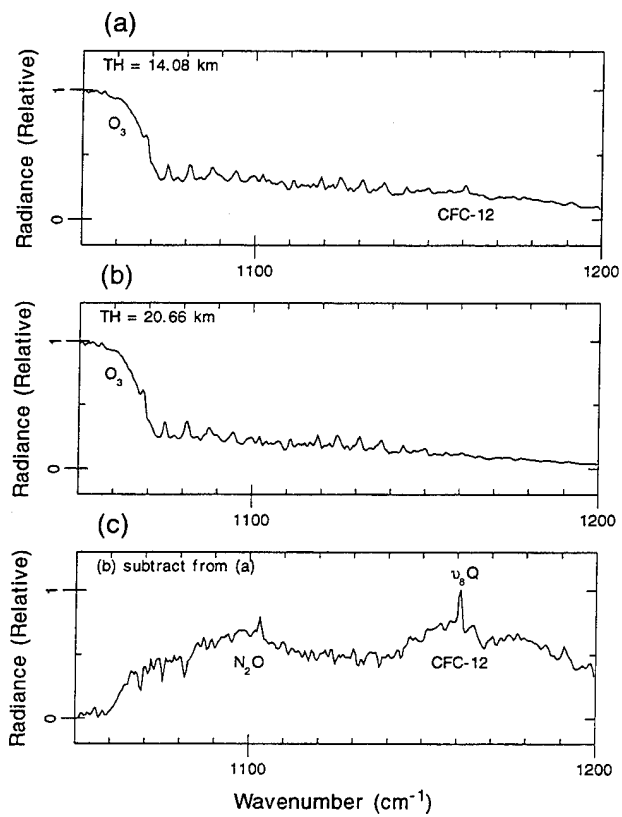 (a)
TH = 14.08 km
1
O₃
0
CFC-12
Radiance (Relative)
1100
1200
(b)
TH = 20.66 km
1
O₃
0
Radiance (Relative)
1100
1200
(c)
(b) subtract from (a)
1
υ₈Q
N₂O
CFC-12
0
Radiance (Relative)
1100
1200
Wavenumber (cm⁻¹)